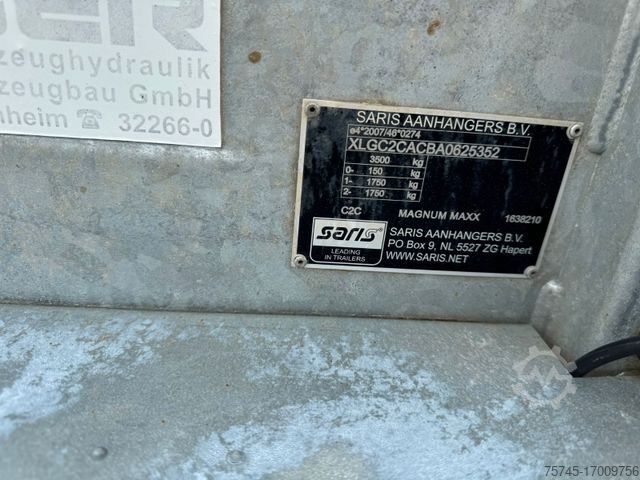 zeughydraulik
zeugbau GmbH
nheim ☎ 32266-0
SARIS AANHANGERS B.V.
e4*2007/46*0274
XLGC2CACBA0625352
3500 kg
0- 150 kg
1- 1750 kg
2- 1750 kg
C2C MAGNUM MAXX 1638210
saris
LEADING
IN TRAILERS
SARIS AANHANGERS B.V.
PO Box 9, NL 5527 ZG Hapert
WWW.SARIS.NET
75745-17009756